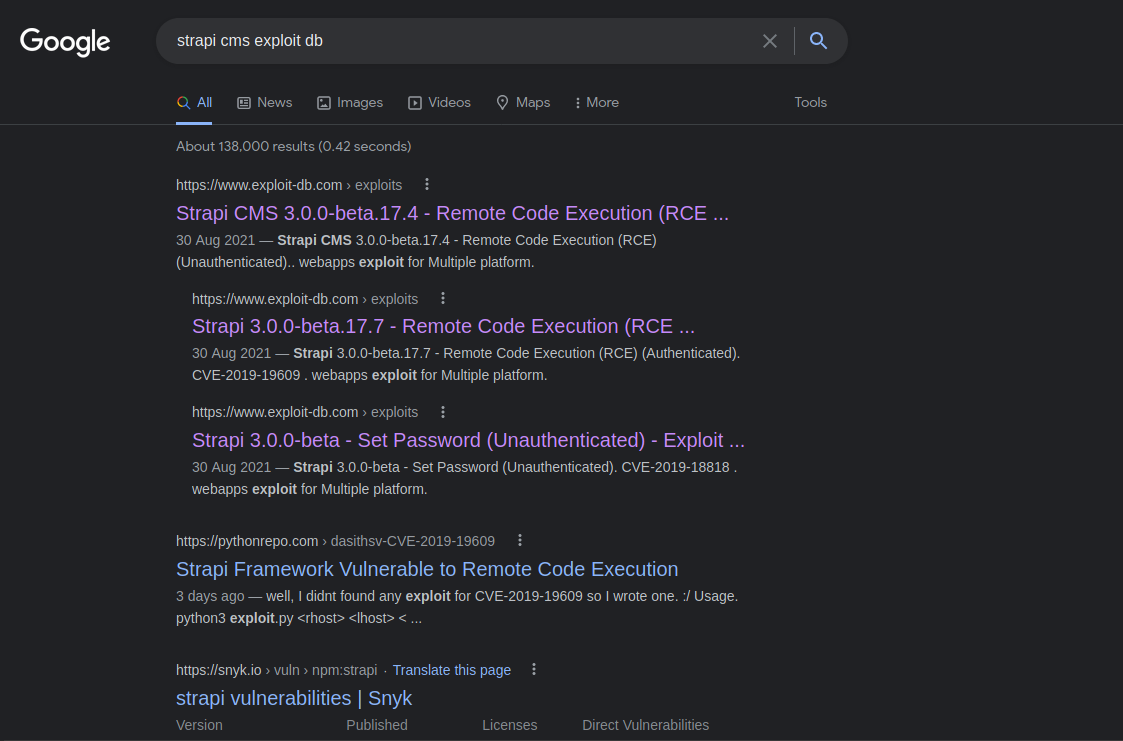 Google
strapi cms exploit db
All News Images Videos Maps More Tools
About 138,000 results (0.42 seconds)
https://www.exploit-db.com › exploits
Strapi CMS 3.0.0-beta.17.4 - Remote Code Execution (RCE ...
30 Aug 2021 — Strapi CMS 3.0.0-beta.17.4 - Remote Code Execution (RCE)
(Unauthenticated).. webapps exploit for Multiple platform.
https://www.exploit-db.com › exploits
Strapi 3.0.0-beta.17.7 - Remote Code Execution (RCE ...
30 Aug 2021 — Strapi 3.0.0-beta.17.7 - Remote Code Execution (RCE) (Authenticated).
CVE-2019-19609 . webapps exploit for Multiple platform.
https://www.exploit-db.com › exploits
Strapi 3.0.0-beta - Set Password (Unauthenticated) - Exploit ...
30 Aug 2021 — Strapi 3.0.0-beta - Set Password (Unauthenticated). CVE-2019-18818 .
webapps exploit for Multiple platform.
https://pythonrepo.com › dasithsv-CVE-2019-19609
Strapi Framework Vulnerable to Remote Code Execution
3 days ago — well, I didnt found any exploit for CVE-2019-19609 so I wrote one. :/ Usage.
python3 exploit.py <rhost> <lhost> < ...
https://snyk.io › vuln › npm:strapi · Translate this page
strapi vulnerabilities | Snyk
Version Published Licenses Direct Vulnerabilities